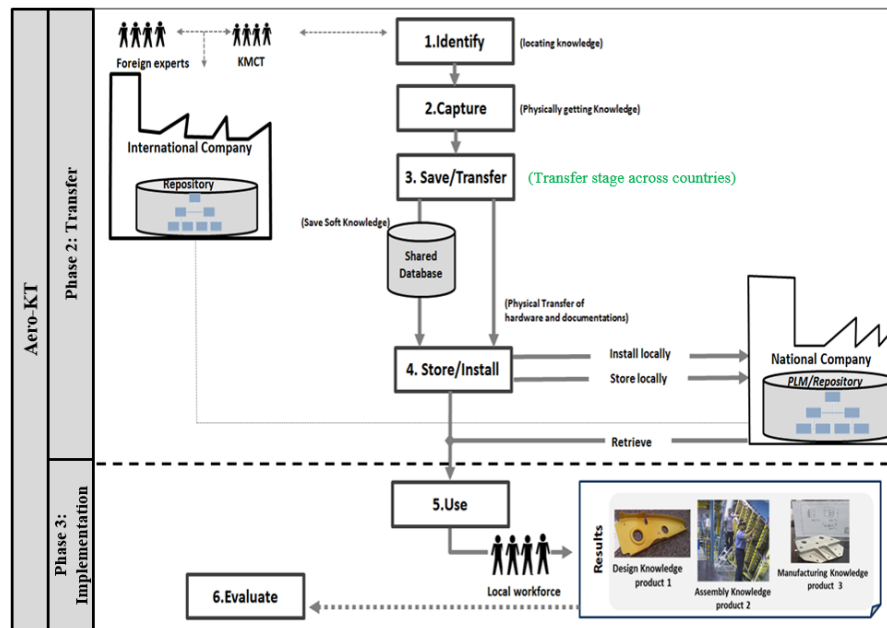 Aero-KT
Phase 2: Transfer
Phase 3:
Implementation
Foreign experts
KMCT
1.Identify
(locating knowledge)
2.Capture
(Physically getting Knowledge)
International Company
Repository
3. Save/Transfer
(Transfer stage across countries)
(Save Soft Knowledge)
Shared
Database
(Physical Transfer of
hardware and documentations)
4. Store/Install
Install locally
Store locally
National Company
PLM/Repository
Retrieve
5.Use
Local workforce
Results
Design Knowledge
product 1
Assembly Knowledge
product 2
Manufacturing Knowledge
product 3
6.Evaluate